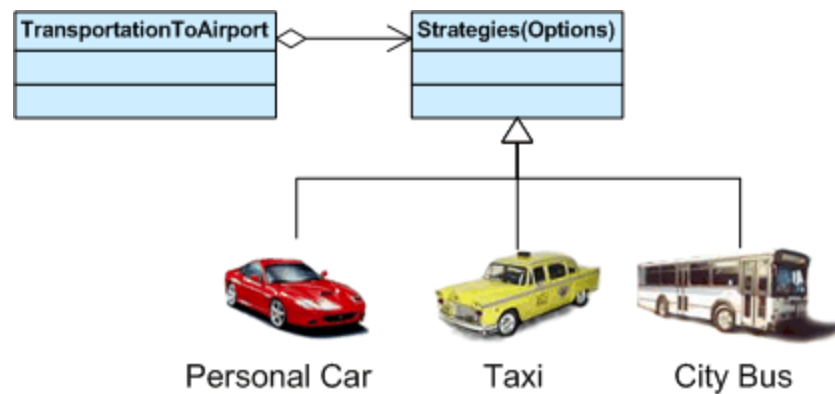 TransportationToAirport
Strategies(Options)
Personal Car
Taxi
City Bus